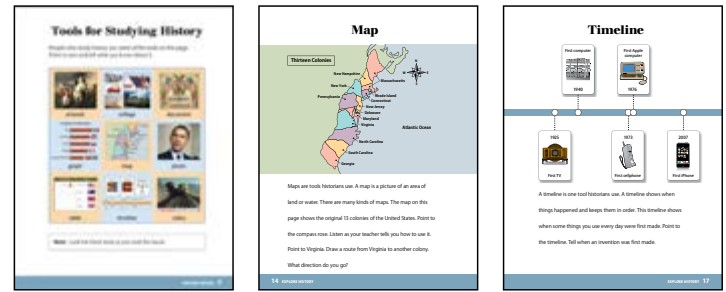 Tools for Studying History
Map
Thirteen Colonies
New Hampshire
Massachusetts
New York
Pennsylvania
Rhode Island
Connecticut
New Jersey
Delaware
Maryland
Virginia
Atlantic Ocean
North Carolina
South Carolina
Georgia
Maps are tools historians use. A map is a picture of an area of
land or water. There are many kinds of maps. The map on this
page shows the original 13 colonies of the United States. Point to
the compass rose. Listen as your teacher tells you how to use it.
Point to Virginia. Draw a route from Virginia to another colony.
What direction do you go?
14 EXPLORE HISTORY
Timeline
First computer
1940
First Apple
computer
1976
1925
First TV
1973
First cellphone
2007
First iPhone
A timeline is one tool historians use. A timeline shows when
things happened and keeps them in order. This timeline shows
when some things you use every day were first made. Point to
the timeline. Tell when an invention was first made.
EXPLORE HISTORY 17